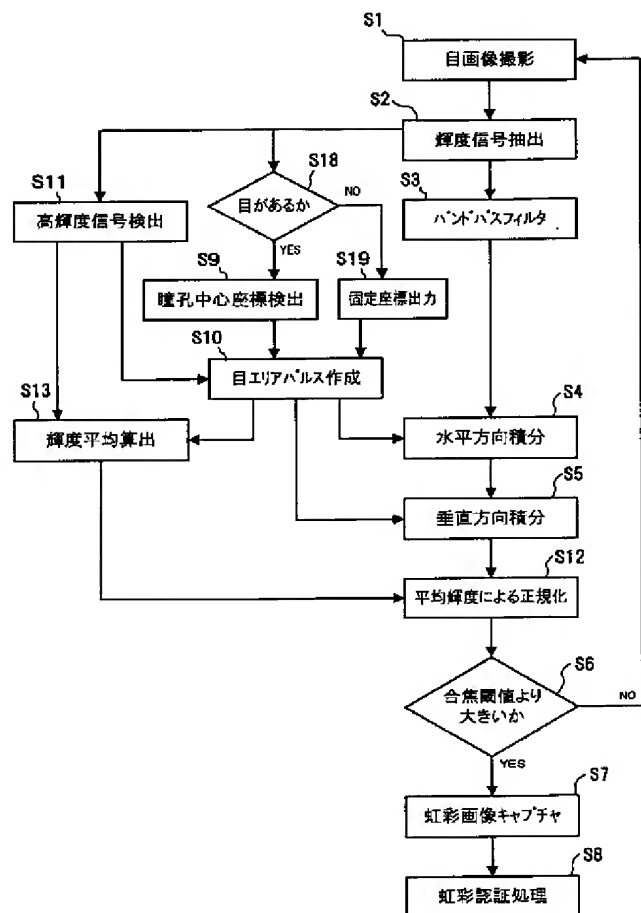 S1
目画像撮影
S2
輝度信号抽出
S18
目があるか
NO
YES
S11
高輝度信号検出
S3
バンドパスフィルタ
S9
瞳孔中心座標検出
S19
固定座標出力
S10
目エリアパルス作成
S13
輝度平均算出
S4
水平方向積分
S5
垂直方向積分
S12
平均輝度による正規化
S6
合焦閾値より
大きいか
NO
YES
S7
虹彩画像キャプチャ
S8
虹彩認証処理